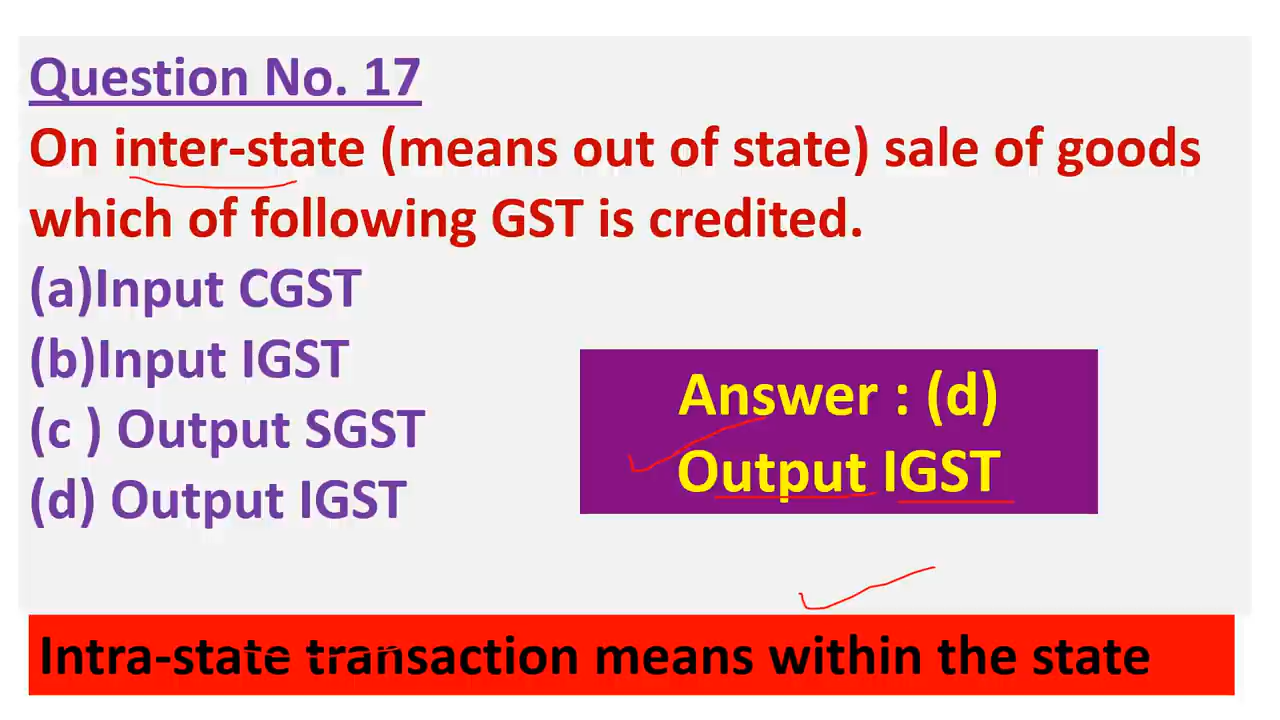 Question No. 17
On inter-state (means out of state) sale of goods
which of following GST is credited.
(a)Input CGST
(b)Input IGST
(c ) Output SGST
(d) Output IGST
Answer : (d)
Output IGST
Intra-state transaction means within the state